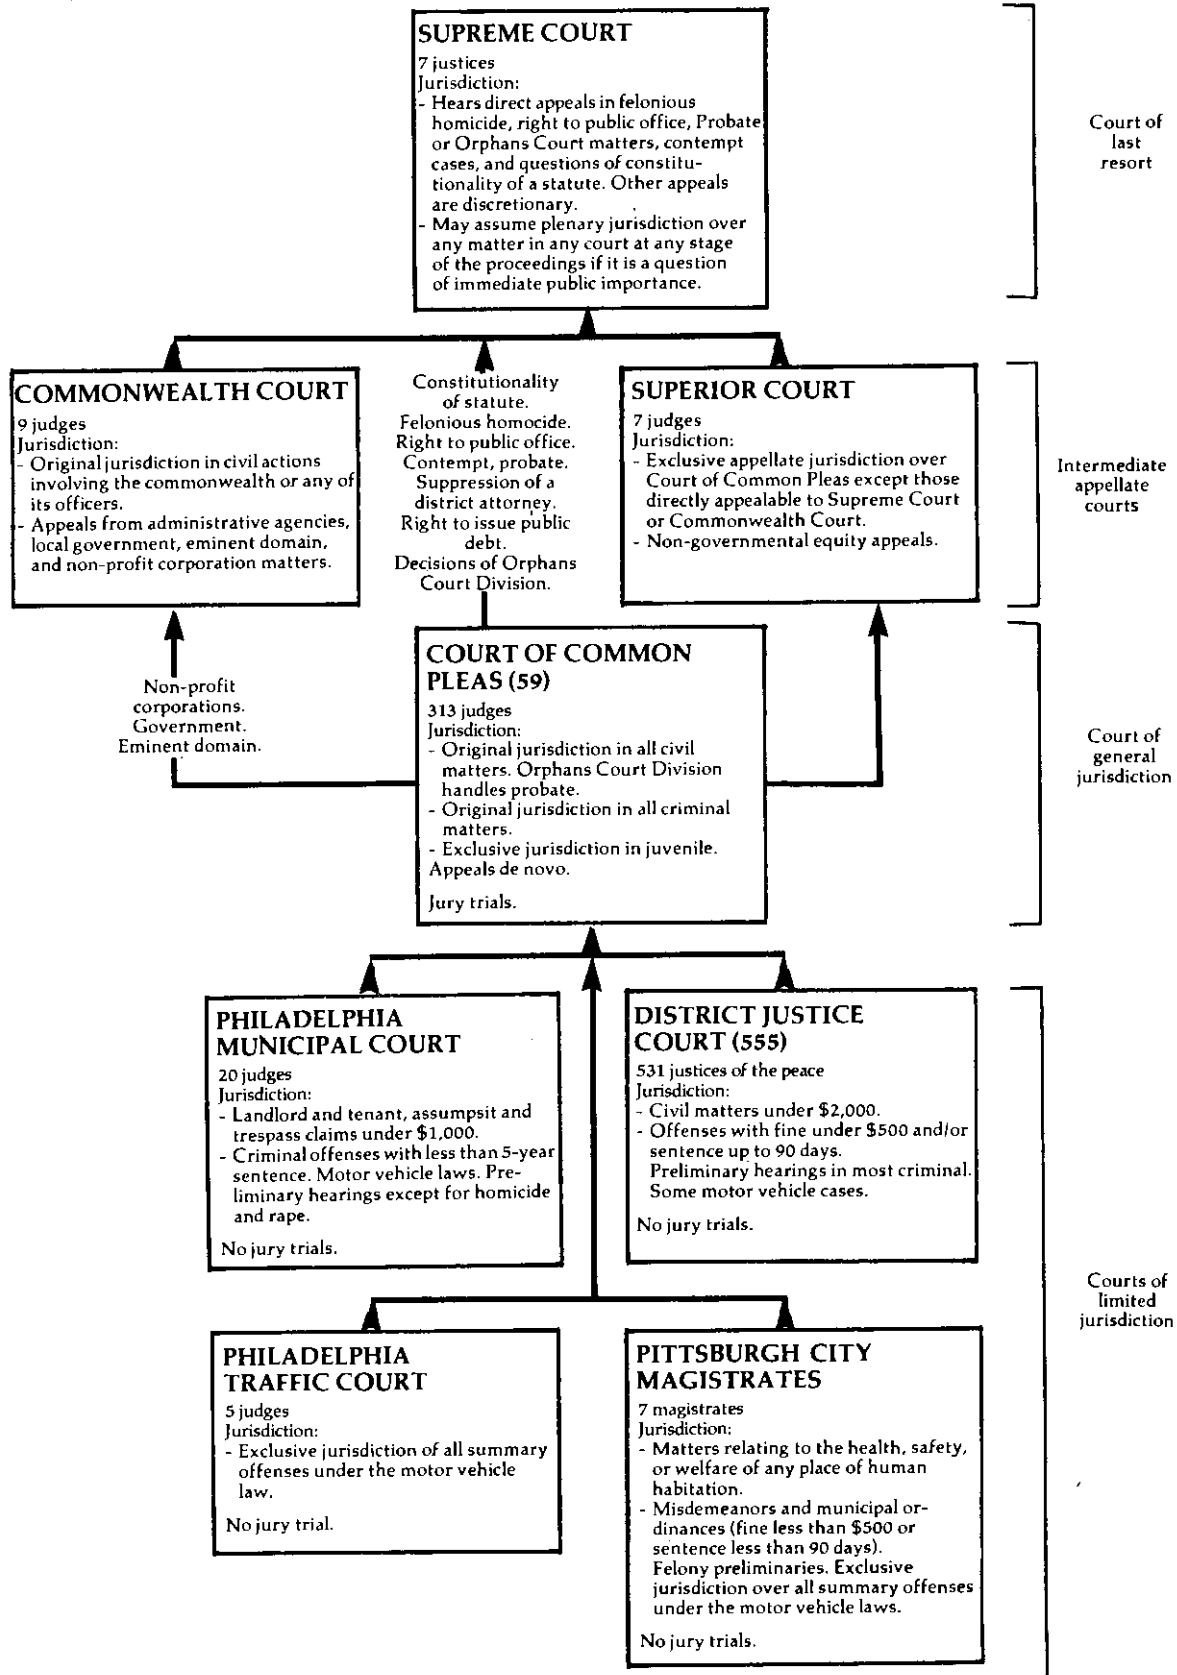 SUPREME COURT
7 justices
Jurisdiction:
- Hears direct appeals in felonious
homicide, right to public office, Probate
or Orphans Court matters, contempt
cases, and questions of constitu-
tionality of a statute. Other appeals
are discretionary.
- May assume plenary jurisdiction over
any matter in any court at any stage
of the proceedings if it is a question
of immediate public importance.
Court of
last
resort
COMMONWEALTH COURT
9 judges
Jurisdiction:
- Original jurisdiction in civil actions
involving the commonwealth or any of
its officers.
- Appeals from administrative agencies,
local government, eminent domain,
and non-profit corporation matters.
Constitutionality
of statute.
Felonious homocide.
Right to public office.
Contempt, probate.
Suppression of a
district attorney.
Right to issue public
debt.
Decisions of Orphans
Court Division.
SUPERIOR COURT
7 judges
Jurisdiction:
- Exclusive appellate jurisdiction over
Court of Common Pleas except those
directly appealable to Supreme Court
or Commonwealth Court.
- Non-governmental equity appeals.
Intermediate
appellate
courts
Non-profit
corporations.
Government.
Eminent domain.
COURT OF COMMON
PLEAS (59)
313 judges
Jurisdiction:
- Original jurisdiction in all civil
matters. Orphans Court Division
handles probate.
- Original jurisdiction in all criminal
matters.
- Exclusive jurisdiction in juvenile.
Appeals de novo.
Jury trials.
Court of
general
jurisdiction
PHILADELPHIA
MUNICIPAL COURT
20 judges
Jurisdiction:
- Landlord and tenant, assumpsit and
trespass claims under $1,000.
- Criminal offenses with less than 5-year
sentence. Motor vehicle laws. Pre-
liminary hearings except for homicide
and rape.
No jury trials.
DISTRICT JUSTICE
COURT (555)
531 justices of the peace
Jurisdiction:
- Civil matters under $2,000.
- Offenses with fine under $500 and/or
sentence up to 90 days.
Preliminary hearings in most criminal.
Some motor vehicle cases.
No jury trials.
Courts of
limited
jurisdiction
PHILADELPHIA
TRAFFIC COURT
5 judges
Jurisdiction:
- Exclusive jurisdiction of all summary
offenses under the motor vehicle
law.
No jury trial.
PITTSBURGH CITY
MAGISTRATES
7 magistrates
Jurisdiction:
- Matters relating to the health, safety,
or welfare of any place of human
habitation.
- Misdemeanors and municipal or-
dinances (fine less than $500 or
sentence less than 90 days).
Felony preliminaries. Exclusive
jurisdiction over all summary offenses
under the motor vehicle laws.
No jury trials.